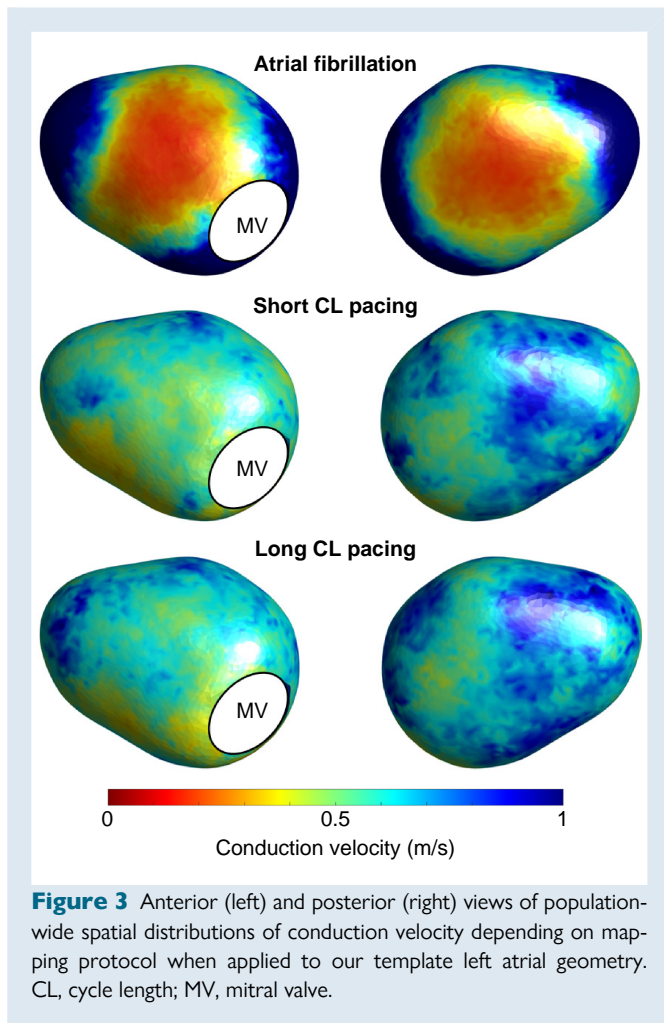 Atrial fibrillation
MV
Short CL pacing
MV
Long CL pacing
MV
0 0.5 1
Conduction velocity (m/s)
Figure 3 Anterior (left) and posterior (right) views of population-
wide spatial distributions of conduction velocity depending on map-
ping protocol when applied to our template left atrial geometry.
CL, cycle length; MV, mitral valve.